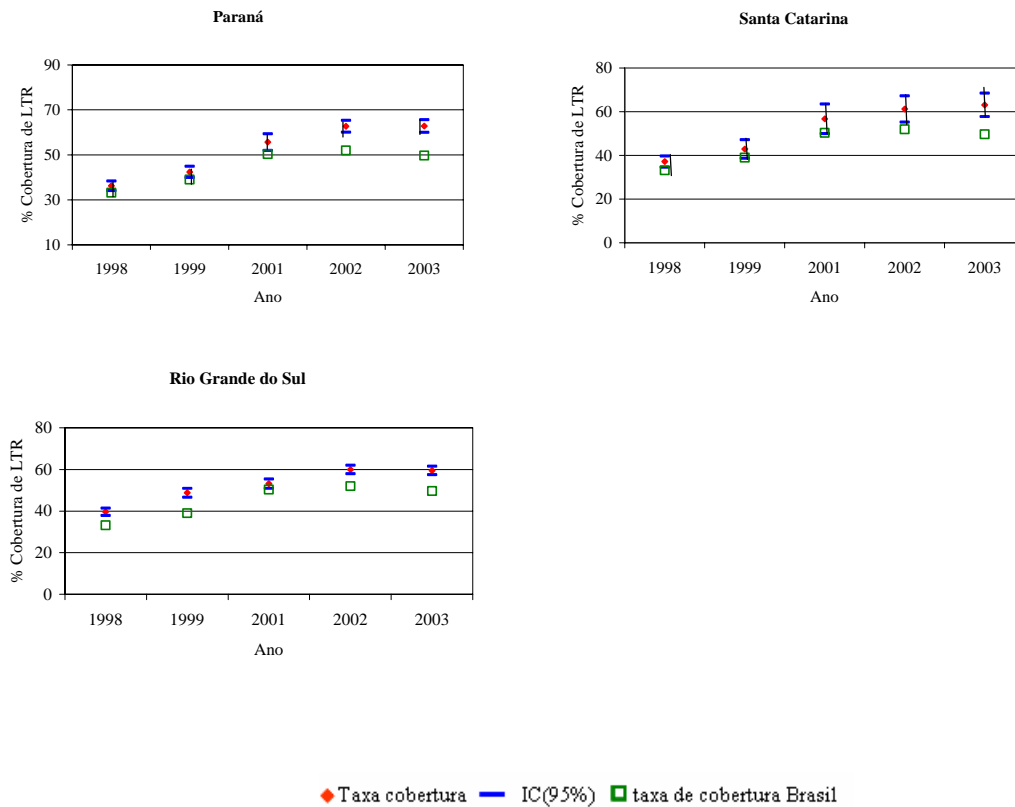 Paraná
% Cobertura de LTR
90
70
50
30
10
1998 1999 2001 2002 2003
Ano
Santa Catarina
% Cobertura de LTR
80
60
40
20
0
1998 1999 2001 2002 2003
Ano
Rio Grande do Sul
% Cobertura de LTR
80
60
40
20
0
1998 1999 2001 2002 2003
Ano
Taxa cobertura IC(95%) taxa de cobertura Brasil